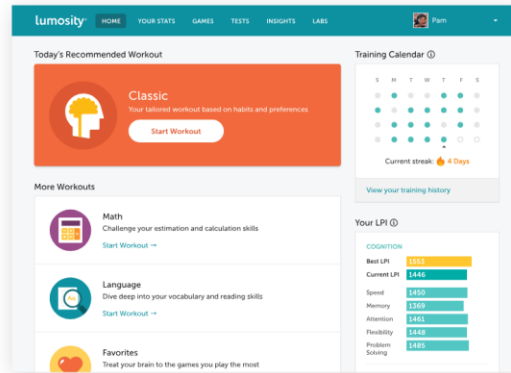 lumosity
HOME YOUR STATS GAMES TESTS INSIGHTS LABS Pam
Today's Recommended Workout
Classic
Your tailored workout based on habits and preferences
Start Workout
More Workouts
Math
Challenge your estimation and calculation skills
Start Workout →
Language
Dive deep into your vocabulary and reading skills
Start Workout →
Favorites
Treat your brain to the games you play the most
Training Calendar
S M T W T F S
Current streak: 4 Days
View your training history
Your LPI
COGNITION
Best LPI 1555
Current LPI 1446
Speed 1450
Memory 1369
Attention 1461
Flexibility 1448
Problem
Solving 1485